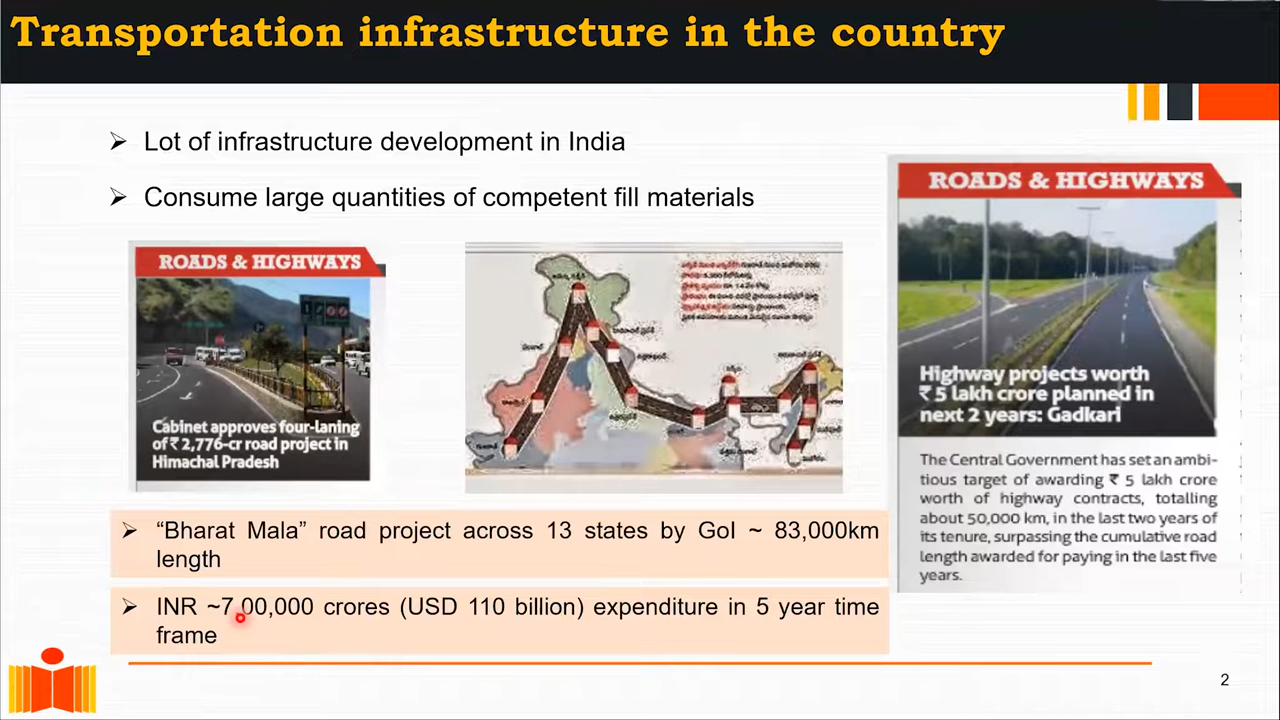 Transportation infrastructure in the country
➢ Lot of infrastructure development in India
➢ Consume large quantities of competent fill materials
ROADS & HIGHWAYS
Cabinet approves four-laning
of ₹ 2,776-cr road project in
Himachal Pradesh
ROADS & HIGHWAYS
Highway projects worth
₹ 5 lakh crore planned in
next 2 years: Gadkari
The Central Government has set an ambi-
tious target of awarding ₹ 5 lakh crore
worth of highway contracts, totalling
about 50,000 km, in the last two years of
its tenure, surpassing the cumulative road
length awarded for paying in the last five
years.
➢ “Bharat Mala” road project across 13 states by GoI ~ 83,000km
length
➢ INR ~7,00,000 crores (USD 110 billion) expenditure in 5 year time
frame
2